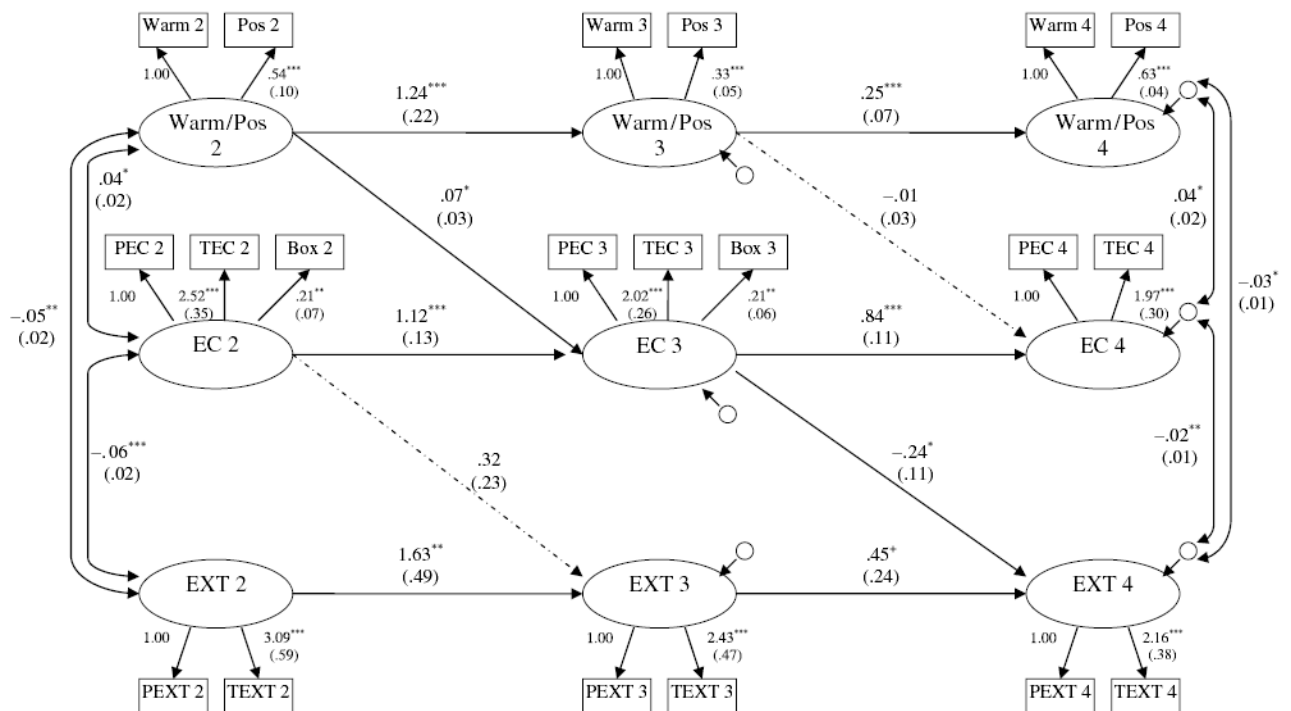 Warm 2 Pos 2 Warm 3 Pos 3 Warm 4 Pos 4
1.00 .54*** 1.00 .33*** 1.00 .63***
(.10) (.05) (.04)
1.24*** .25***
(.22) (.07)
Warm/Pos Warm/Pos Warm/Pos
2 3 4
.04* .07* −.01 .04*
(.02) (.03) (.03) (.02)
PEC 2 TEC 2 Box 2 PEC 3 TEC 3 Box 3 PEC 4 TEC 4
−.03*
(.01)
1.00 2.52*** .21** 1.00 2.02*** .21** 1.00 1.97***
(.35) (.07) (.26) (.06) (.30)
−.05** 1.12*** .84***
(.02) (.13) (.11)
EC 2 EC 3 EC 4
−.06*** .32 −.24* −.02**
(.02) (.23) (.11) (.01)
1.63** .45+
(.49) (.24)
EXT 2 EXT 3 EXT 4
1.00 3.09*** 1.00 2.43*** 1.00 2.16***
(.59) (.47) (.38)
PEXT 2 TEXT 2 PEXT 3 TEXT 3 PEXT 4 TEXT 4